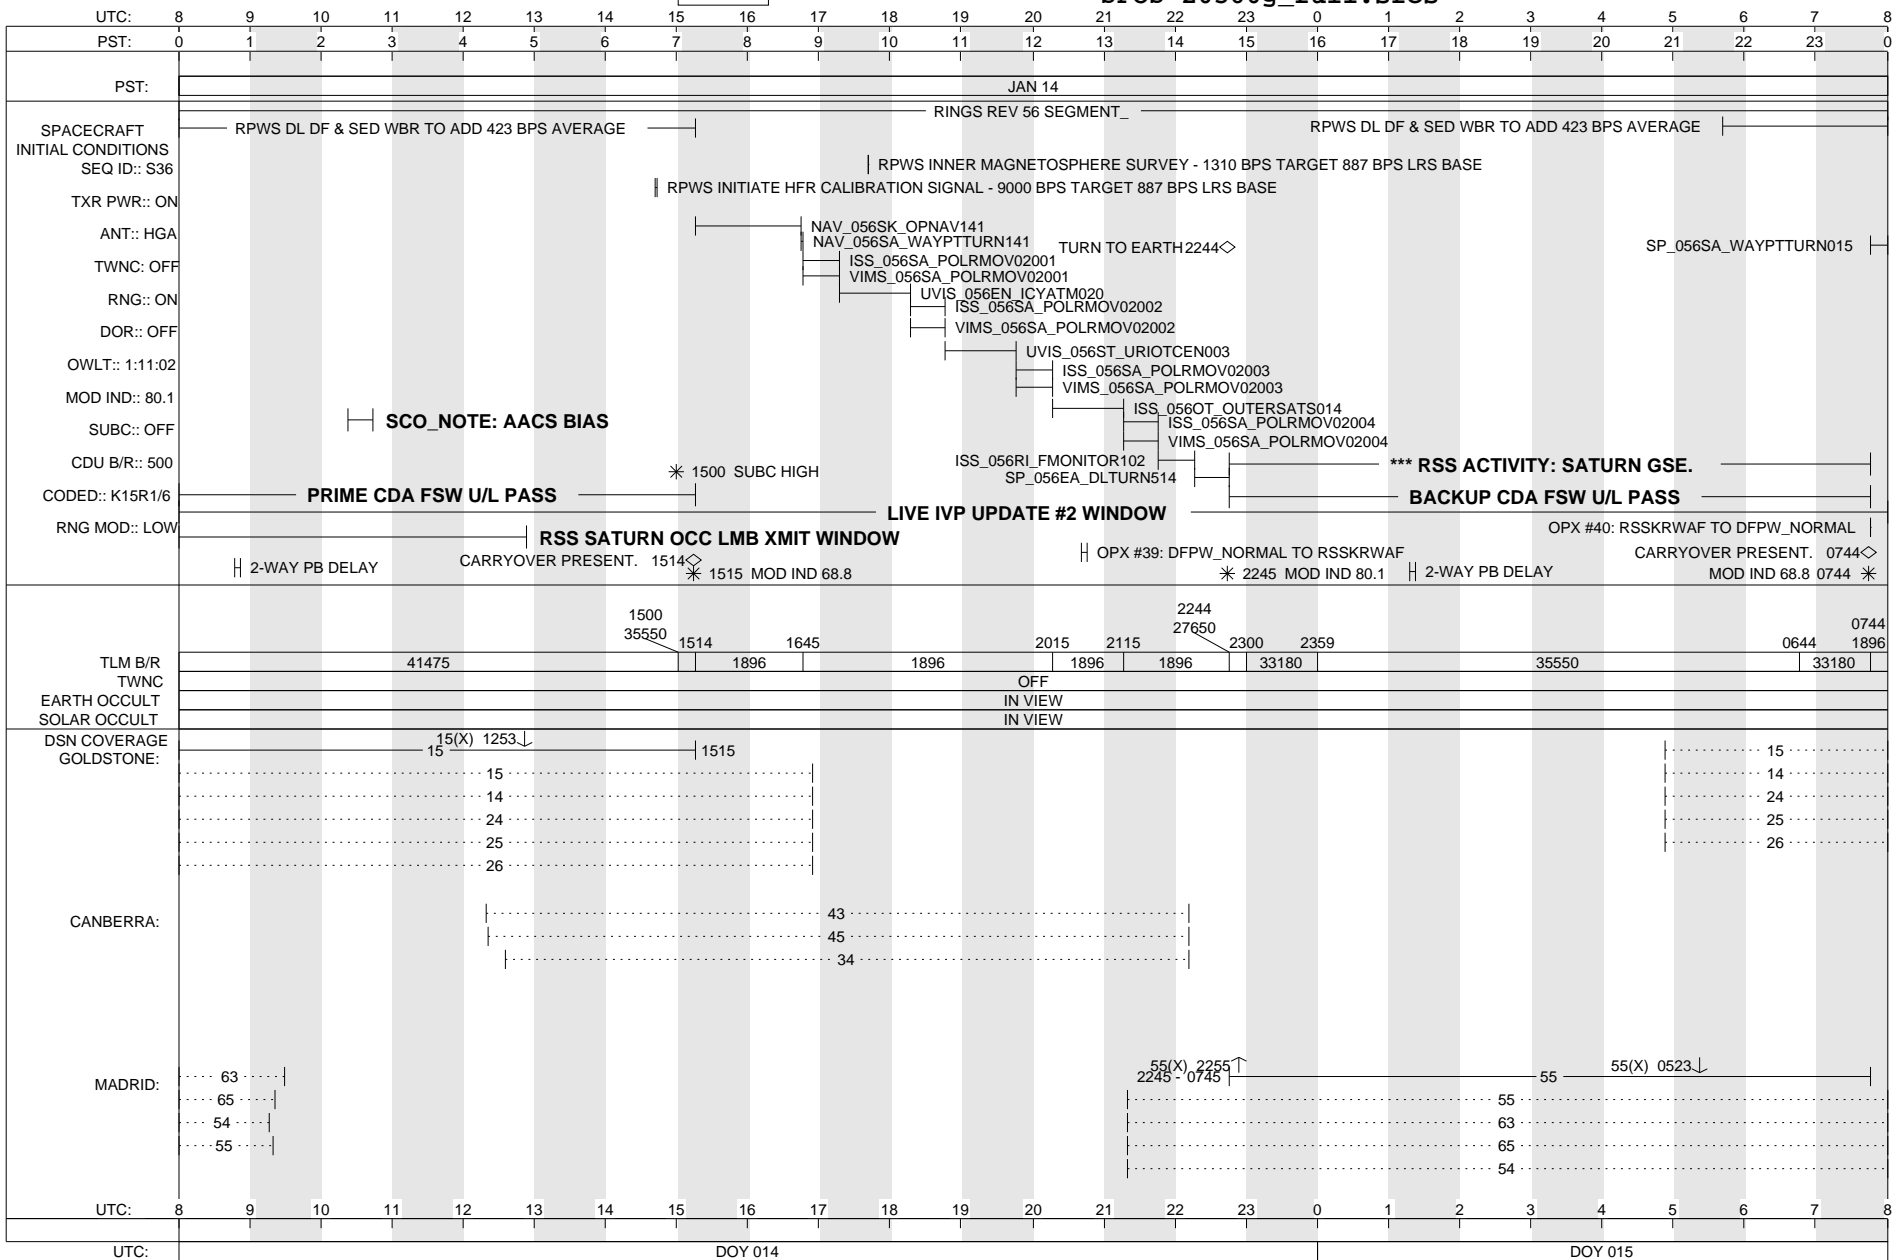 UTC: 8 9 10 11 12 13 14 15 16 17 18 19 20 21 22 23 0 1 2 3 4 5 6 7 8
PST: 0 1 2 3 4 5 6 7 8 9 10 11 12 13 14 15 16 17 18 19 20 21 22 23 0
PST: JAN 14
RINGS REV 56 SEGMENT_
SPACECRAFT
INITIAL CONDITIONS
RPWS DL DF & SED WBR TO ADD 423 BPS AVERAGE
RPWS DL DF & SED WBR TO ADD 423 BPS AVERAGE
SEQ ID:: S36
RPWS INNER MAGNETOSPHERE SURVEY - 1310 BPS TARGET 887 BPS LRS BASE
RPWS INITIATE HFR CALIBRATION SIGNAL - 9000 BPS TARGET 887 BPS LRS BASE
TXR PWR:: ON
NAV_056SK_OPNAV141
ANT:: HGA
NAV_056SA_WAYPTTURN141
TURN TO EARTH 2244
SP_056SA_WAYPTTURN015
ISS_056SA_POLRMOV02001
TWNC: OFF
VIMS_056SA_POLRMOV02001
UVIS_056EN_ICYATM020
RNG:: ON
ISS_056SA_POLRMOV02002
VIMS_056SA_POLRMOV02002
DOR:: OFF
UVIS_056ST_URIOTCEN003
OWLT:: 1:11:02
ISS_056SA_POLRMOV02003
VIMS_056SA_POLRMOV02003
MOD IND:: 80.1
ISS_056OT_OUTERSATS014
SCO_NOTE: AACS BIAS
ISS_056SA_POLRMOV02004
SUBC:: OFF
VIMS_056SA_POLRMOV02004
CDU B/R:: 500
ISS_056RI_FMONITOR102
*** RSS ACTIVITY: SATURN GSE.
1500 SUBC HIGH
SP_056EA_DLTURN514
CODED:: K15R1/6
PRIME CDA FSW U/L PASS
BACKUP CDA FSW U/L PASS
LIVE IVP UPDATE #2 WINDOW
RNG MOD:: LOW
OPX #40: RSSKRWAF TO DFPW_NORMAL
RSS SATURN OCC LMB XMIT WINDOW
OPX #39: DFPW_NORMAL TO RSSKRWAF
CARRYOVER PRESENT. 1514
CARRYOVER PRESENT. 0744
2-WAY PB DELAY
1515 MOD IND 68.8
2245 MOD IND 80.1
2-WAY PB DELAY
MOD IND 68.8 0744
1500 2244 0744
35550 27650
1514 1645 2015 2115 2300 2359 0644 1896
TLM B/R 41475 1896 1896 1896 1896 33180 35550 33180
TWNC OFF
EARTH OCCULT IN VIEW
SOLAR OCCULT IN VIEW
DSN COVERAGE
GOLDSTONE:
15(X) 1253
15 1515 15
15 14
14 24
24 25
25 26
26
CANBERRA:
43
45
34
MADRID:
55(X) 2255 55(X) 0523
63 2245 - 0745 55
65 55
54 63
55 65
54
UTC: 8 9 10 11 12 13 14 15 16 17 18 19 20 21 22 23 0 1 2 3 4 5 6 7 8
UTC: DOY 014 DOY 015